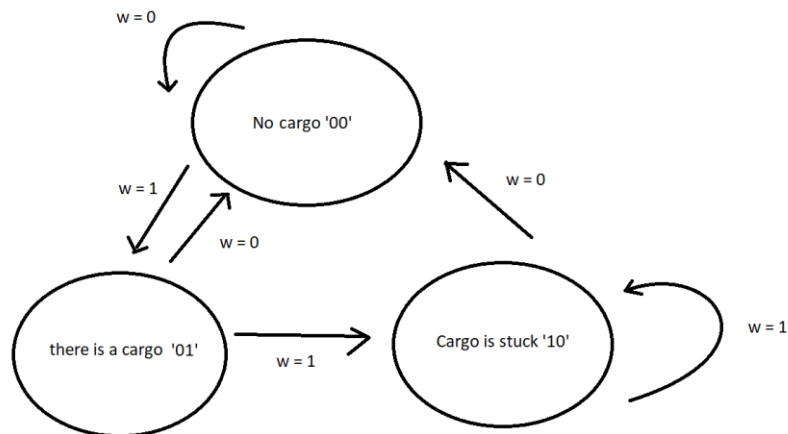 w = 0
No cargo '00'
w = 1
w = 0
w = 0
there is a cargo  '01'
w = 1
Cargo is stuck '10'
w = 1